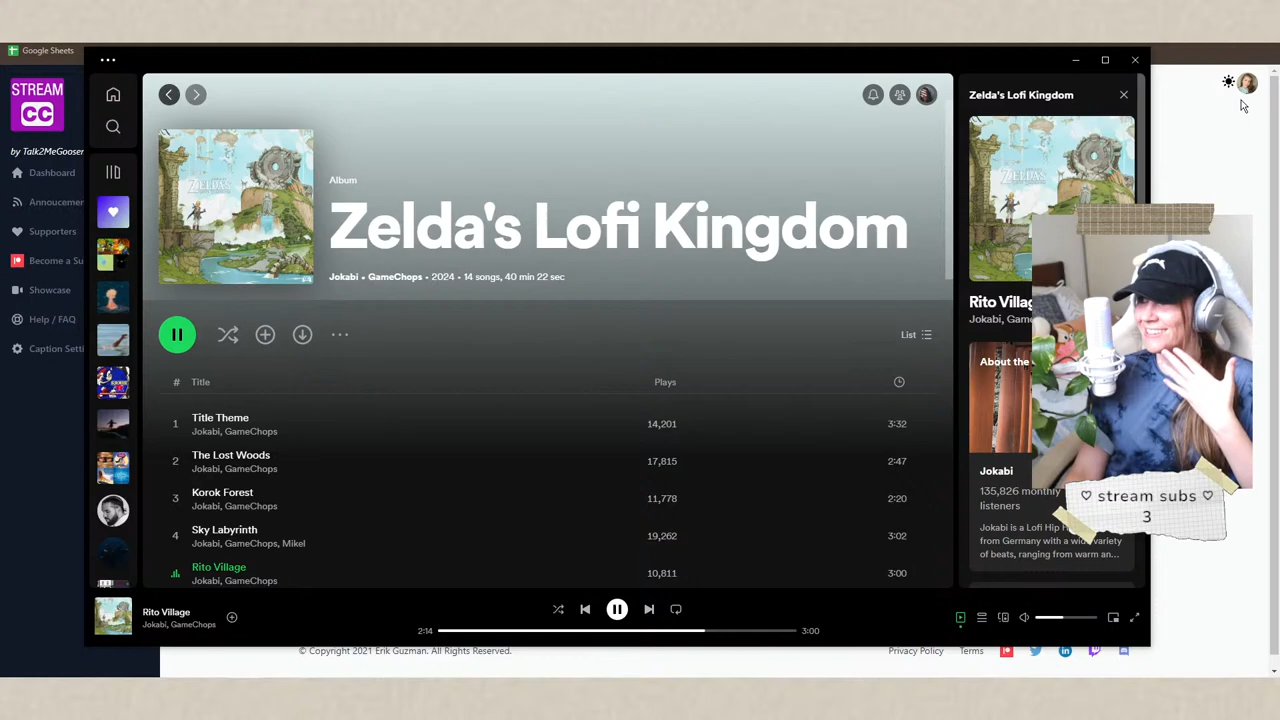 Google Sheets
STREAM
CC
by Talk2MeGooser
Dashboard
Annoucemen
Supporters
Become a Su
Showcase
Help / FAQ
Caption Setti
Album
Zelda's Lofi Kingdom
Jokabi • GameChops • 2024 • 14 songs, 40 min 22 sec
List
# Title Plays
1 Title Theme 14,201 3:32
Jokabi, GameChops
2 The Lost Woods 17,815 2:47
Jokabi, GameChops
3 Korok Forest 11,778 2:20
Jokabi, GameChops
4 Sky Labyrinth 19,262 3:02
Jokabi, GameChops, Mikel
Rito Village 10,811 3:00
Jokabi, GameChops
Zelda's Lofi Kingdom
ZELDA'S
Rito Villag
Jokabi, Game
About the
Jokabi
135,826 monthly
listeners
Jokabi is a Lofi Hip H
from Germany with a wide variety
of beats, ranging from warm an...
♡ stream subs ♡
3
Rito Village
Jokabi, GameChops
2:14 3:00
© Copyright 2021 Erik Guzman. All Rights Reserved.
Privacy Policy Terms